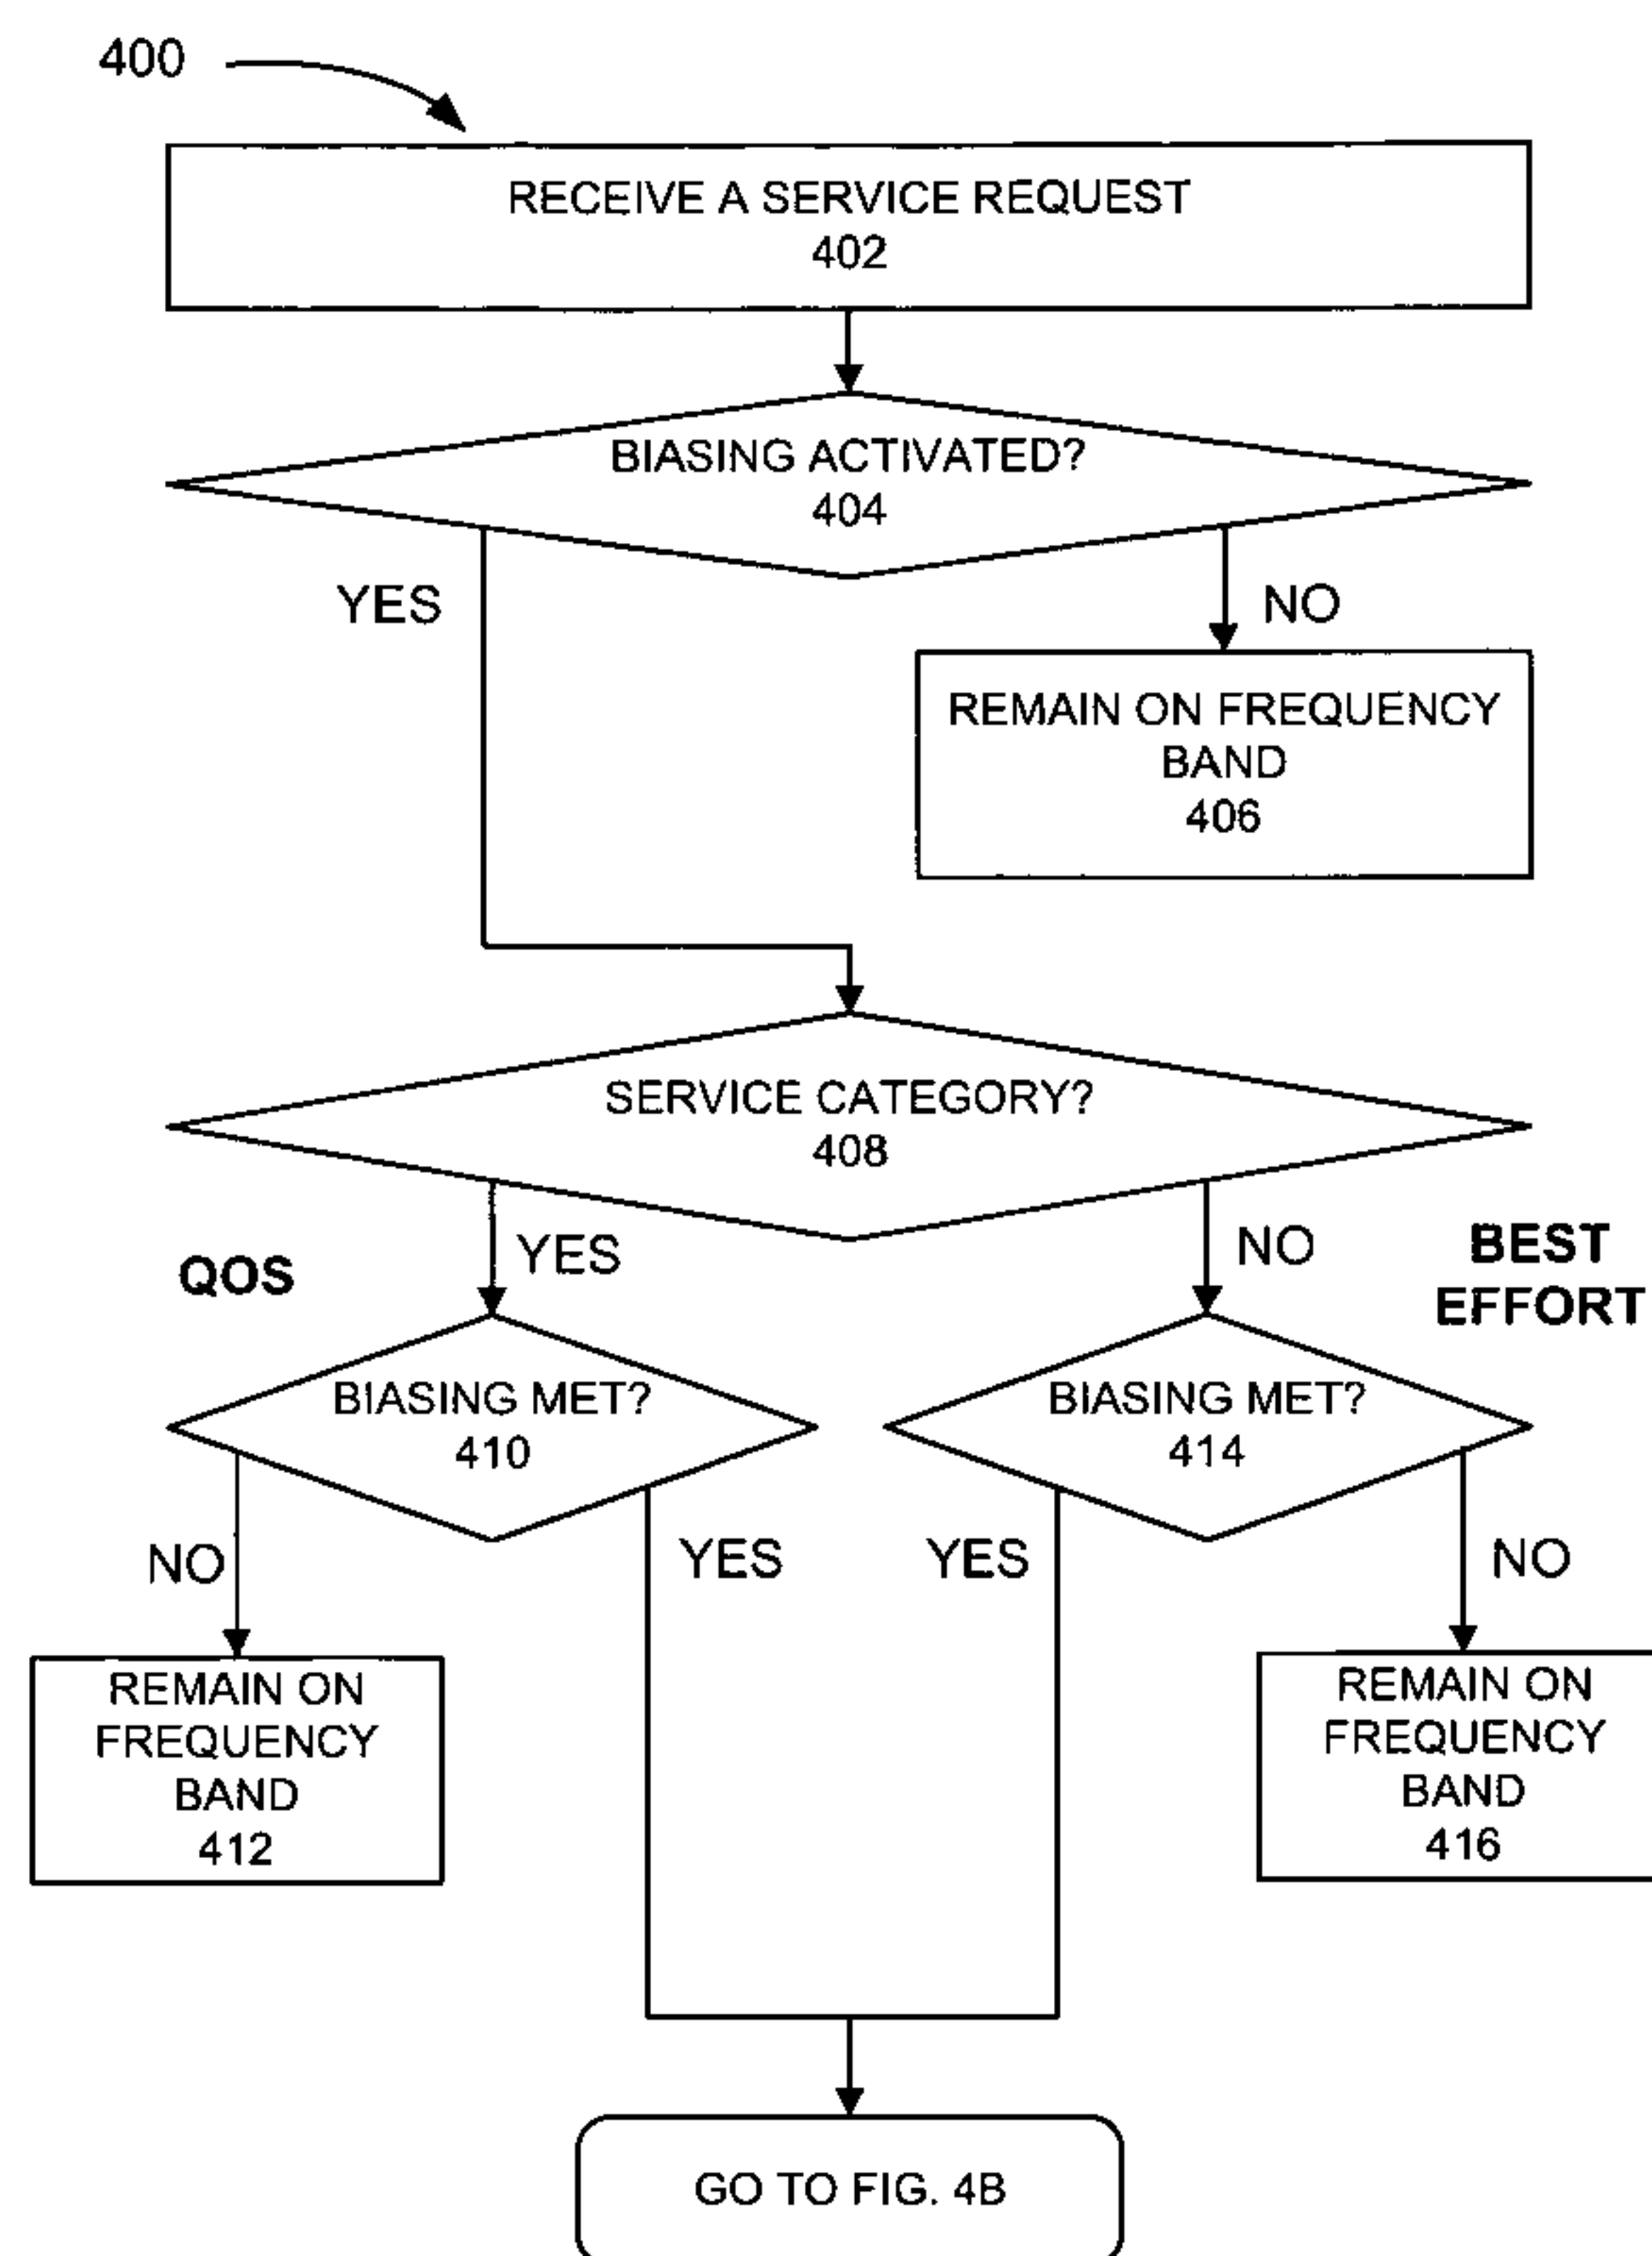 400
RECEIVE A SERVICE REQUEST
402
BIASING ACTIVATED?
404
YES
NO
REMAIN ON FREQUENCY
BAND
406
SERVICE CATEGORY?
408
QOS
YES
NO
BEST
EFFORT
BIASING MET?
410
BIASING MET?
414
NO
YES
YES
NO
REMAIN ON
FREQUENCY
BAND
412
REMAIN ON
FREQUENCY
BAND
416
GO TO FIG. 4B